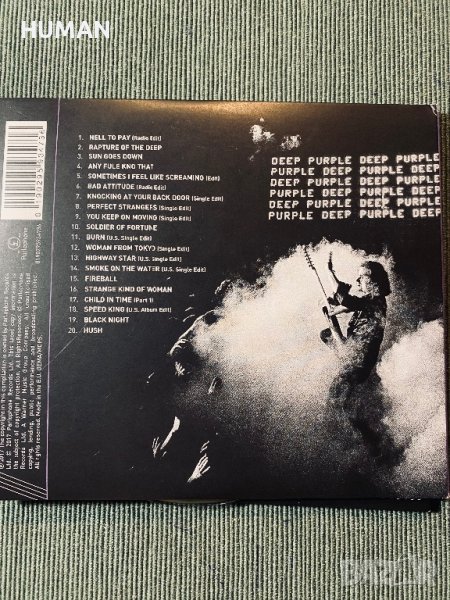 HUMAN
1. HELL TO PAY (Radio Edit)
2. RAPTURE OF THE DEEP
3. SUN GOES DOWN
4. ANY FULE KNO THAT
5. SOMETIMES I FEEL LIKE SCREAMING (Edit)
6. BAD ATTITUDE (Radio Edit)
7. KNOCKING AT YOUR BACK DOOR (Single Edit)
8. PERFECT STRANGERS (Single Edit)
9. YOU KEEP ON MOVING (Single Edit)
10. SOLDIER OF FORTUNE
11. BURN (U.S. Single Edit)
12. WOMAN FROM TOKYO (Single Edit)
13. HIGHWAY STAR (Single Edit)
14. SMOKE ON THE WATER (U.S. Single Edit)
15. FIREBALL
16. STRANGE KIND OF WOMAN
17. CHILD IN TIME (Part 1)
18. SPEED KING (U.S. Album Edit)
19. BLACK NIGHT
20. HUSH
DEEP PURPLE DEEP PURPLE
PURPLE DEEP PURPLE DEEP
DEEP PURPLE DEEP PURPLE
PURPLE DEEP PURPLE DEEP
DEEP PURPLE DEEP PURPLE
PURPLE DEEP PURPLE DEEP
Parlophone
BAZAR